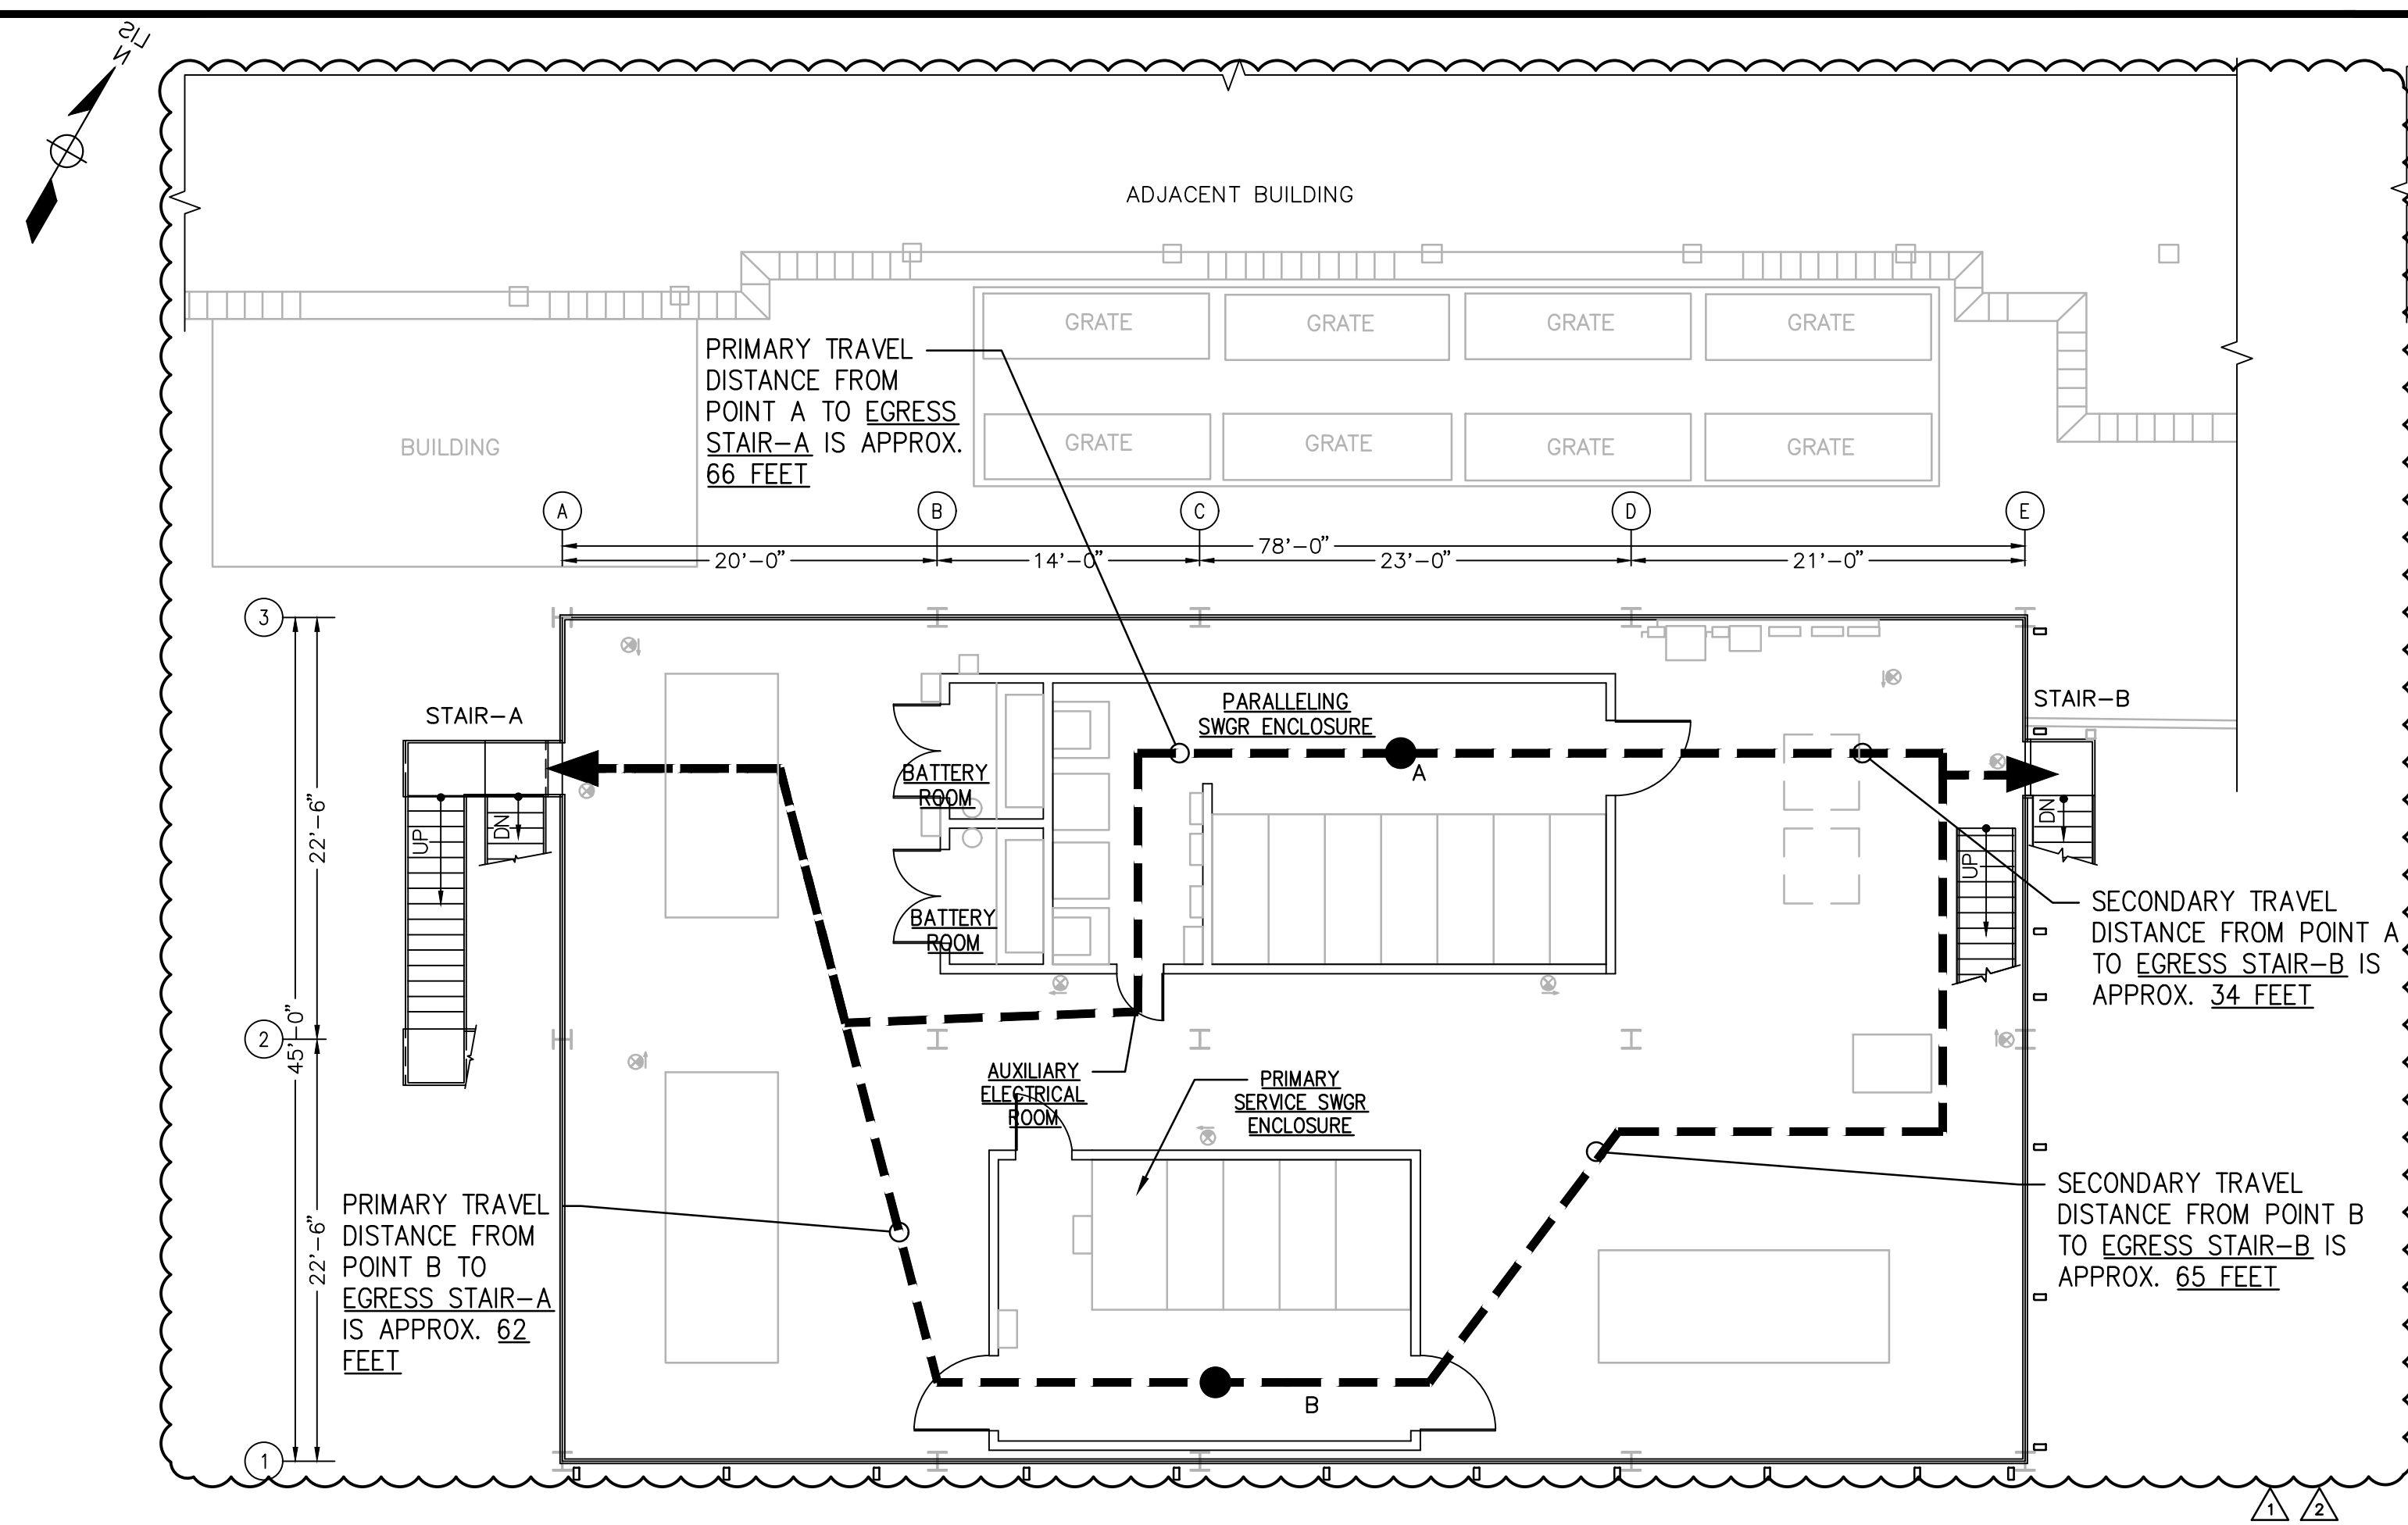 SIL
N
ADJACENT BUILDING
GRATE
GRATE
GRATE
GRATE
PRIMARY TRAVEL
DISTANCE FROM
POINT A TO EGRESS
STAIR-A IS APPROX.
66 FEET
BUILDING
GRATE
GRATE
GRATE
GRATE
A
B
C
D
E
78'-0"
20'-0"
14'-0"
23'-0"
21'-0"
3
STAIR-A
PARALLELING
SWGR ENCLOSURE
STAIR-B
BATTERY
ROOM
A
UP
DN
DN
UP
22'-6"
BATTERY
ROOM
SECONDARY TRAVEL
DISTANCE FROM POINT A
TO EGRESS STAIR-B IS
APPROX. 34 FEET
2
45'-0"
AUXILIARY
ELECTRICAL
ROOM
PRIMARY
SERVICE SWGR
ENCLOSURE
22'-6"
PRIMARY TRAVEL
DISTANCE FROM
POINT B TO
EGRESS STAIR-A
IS APPROX. 62
FEET
SECONDARY TRAVEL
DISTANCE FROM POINT B
TO EGRESS STAIR-B IS
APPROX. 65 FEET
B
1
1
2